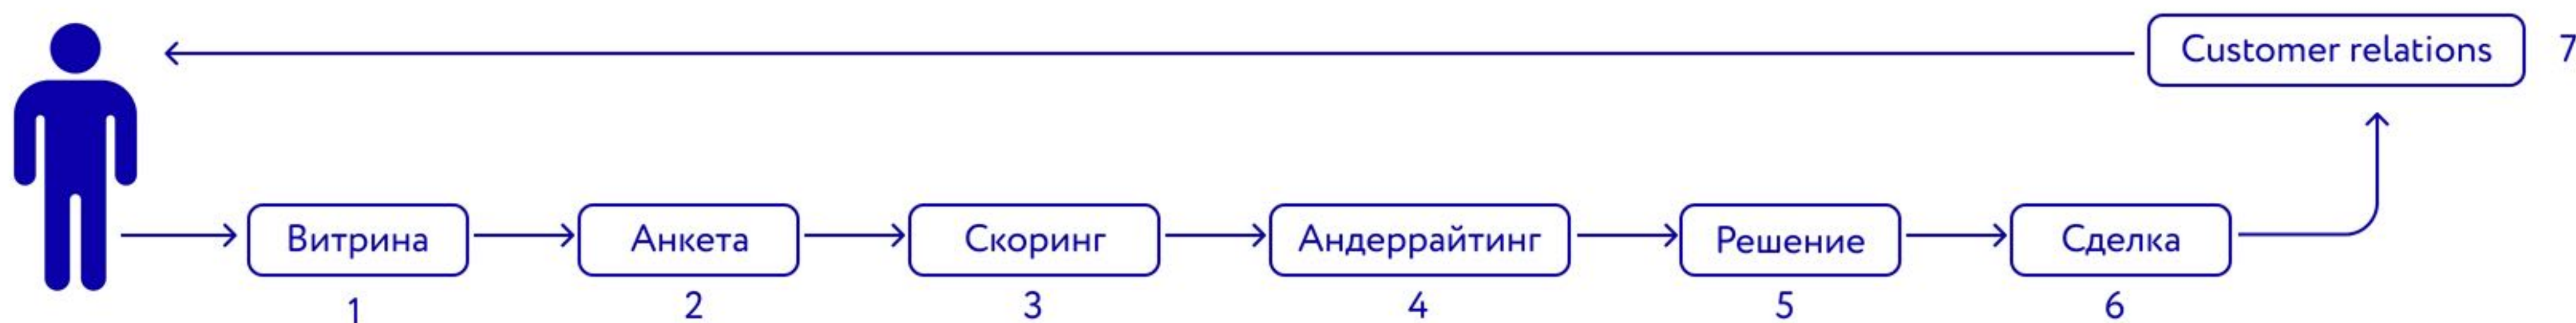 Customer relations 7
Витрина
Анкета
Скоринг
Андеррайтинг
Решение
Сделка
1
2
3
4
5
6